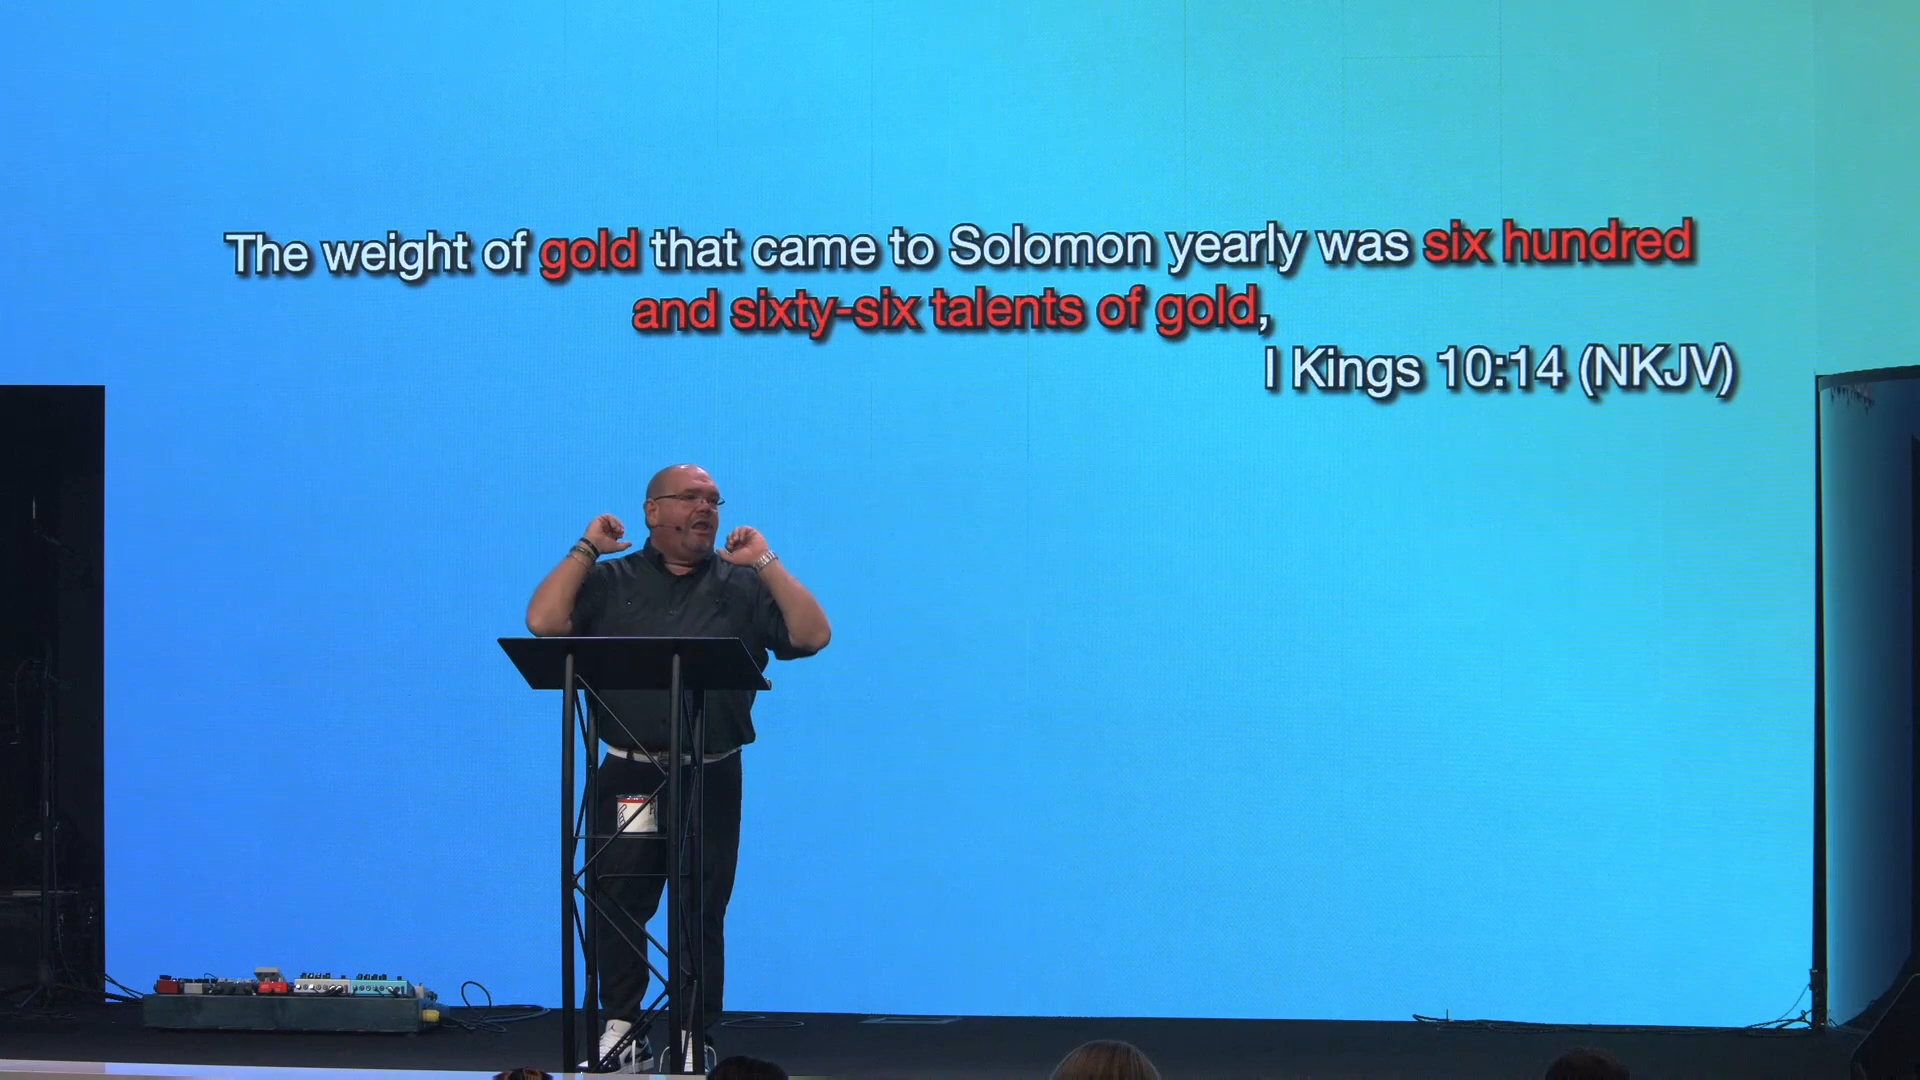 The weight of gold that came to Solomon yearly was six hundred
and sixty-six talents of gold,
I Kings 10:14 (NKJV)